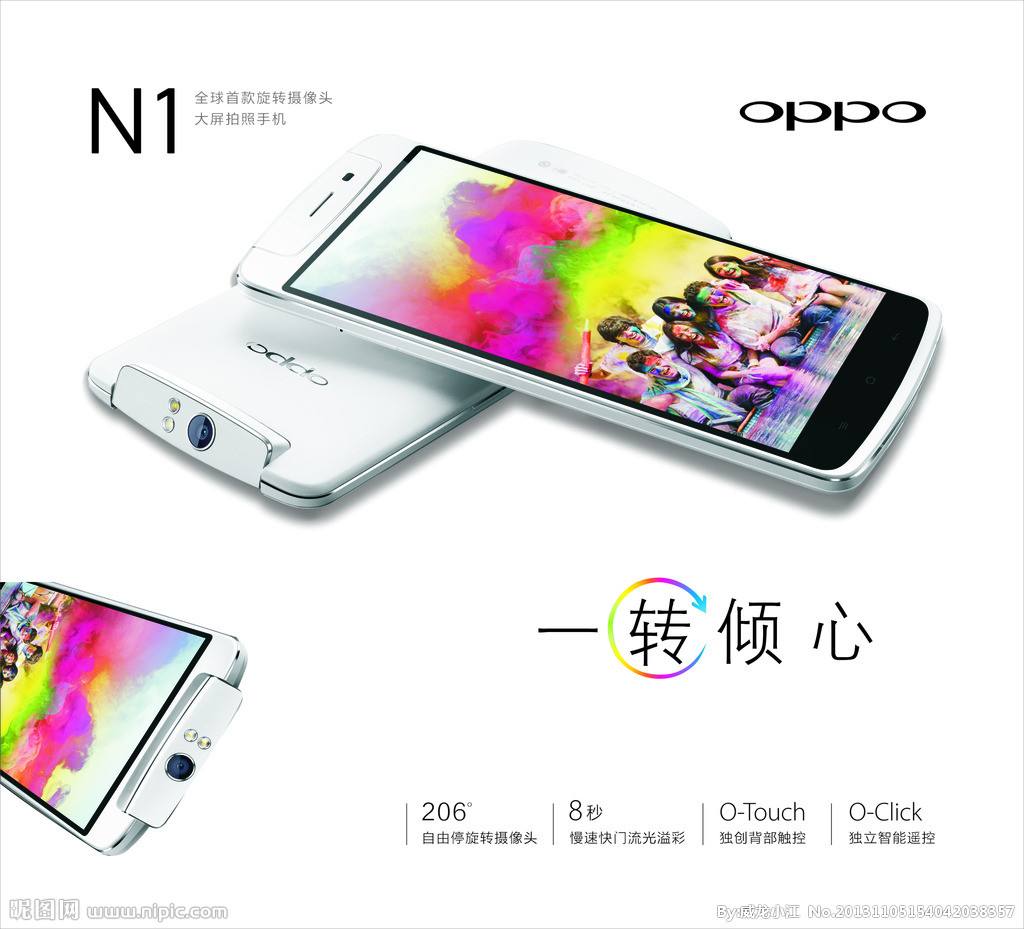 N1
全球首款旋转摄像头
大屏拍照手机
oppo
oppo
一转倾心
206°
自由停旋转摄像头
8秒
慢速快门流光溢彩
O-Touch
独创背部触控
O-Click
独立智能遥控
昵图网 www.nipic.com
By:威龙小江 No.20131105154042038357